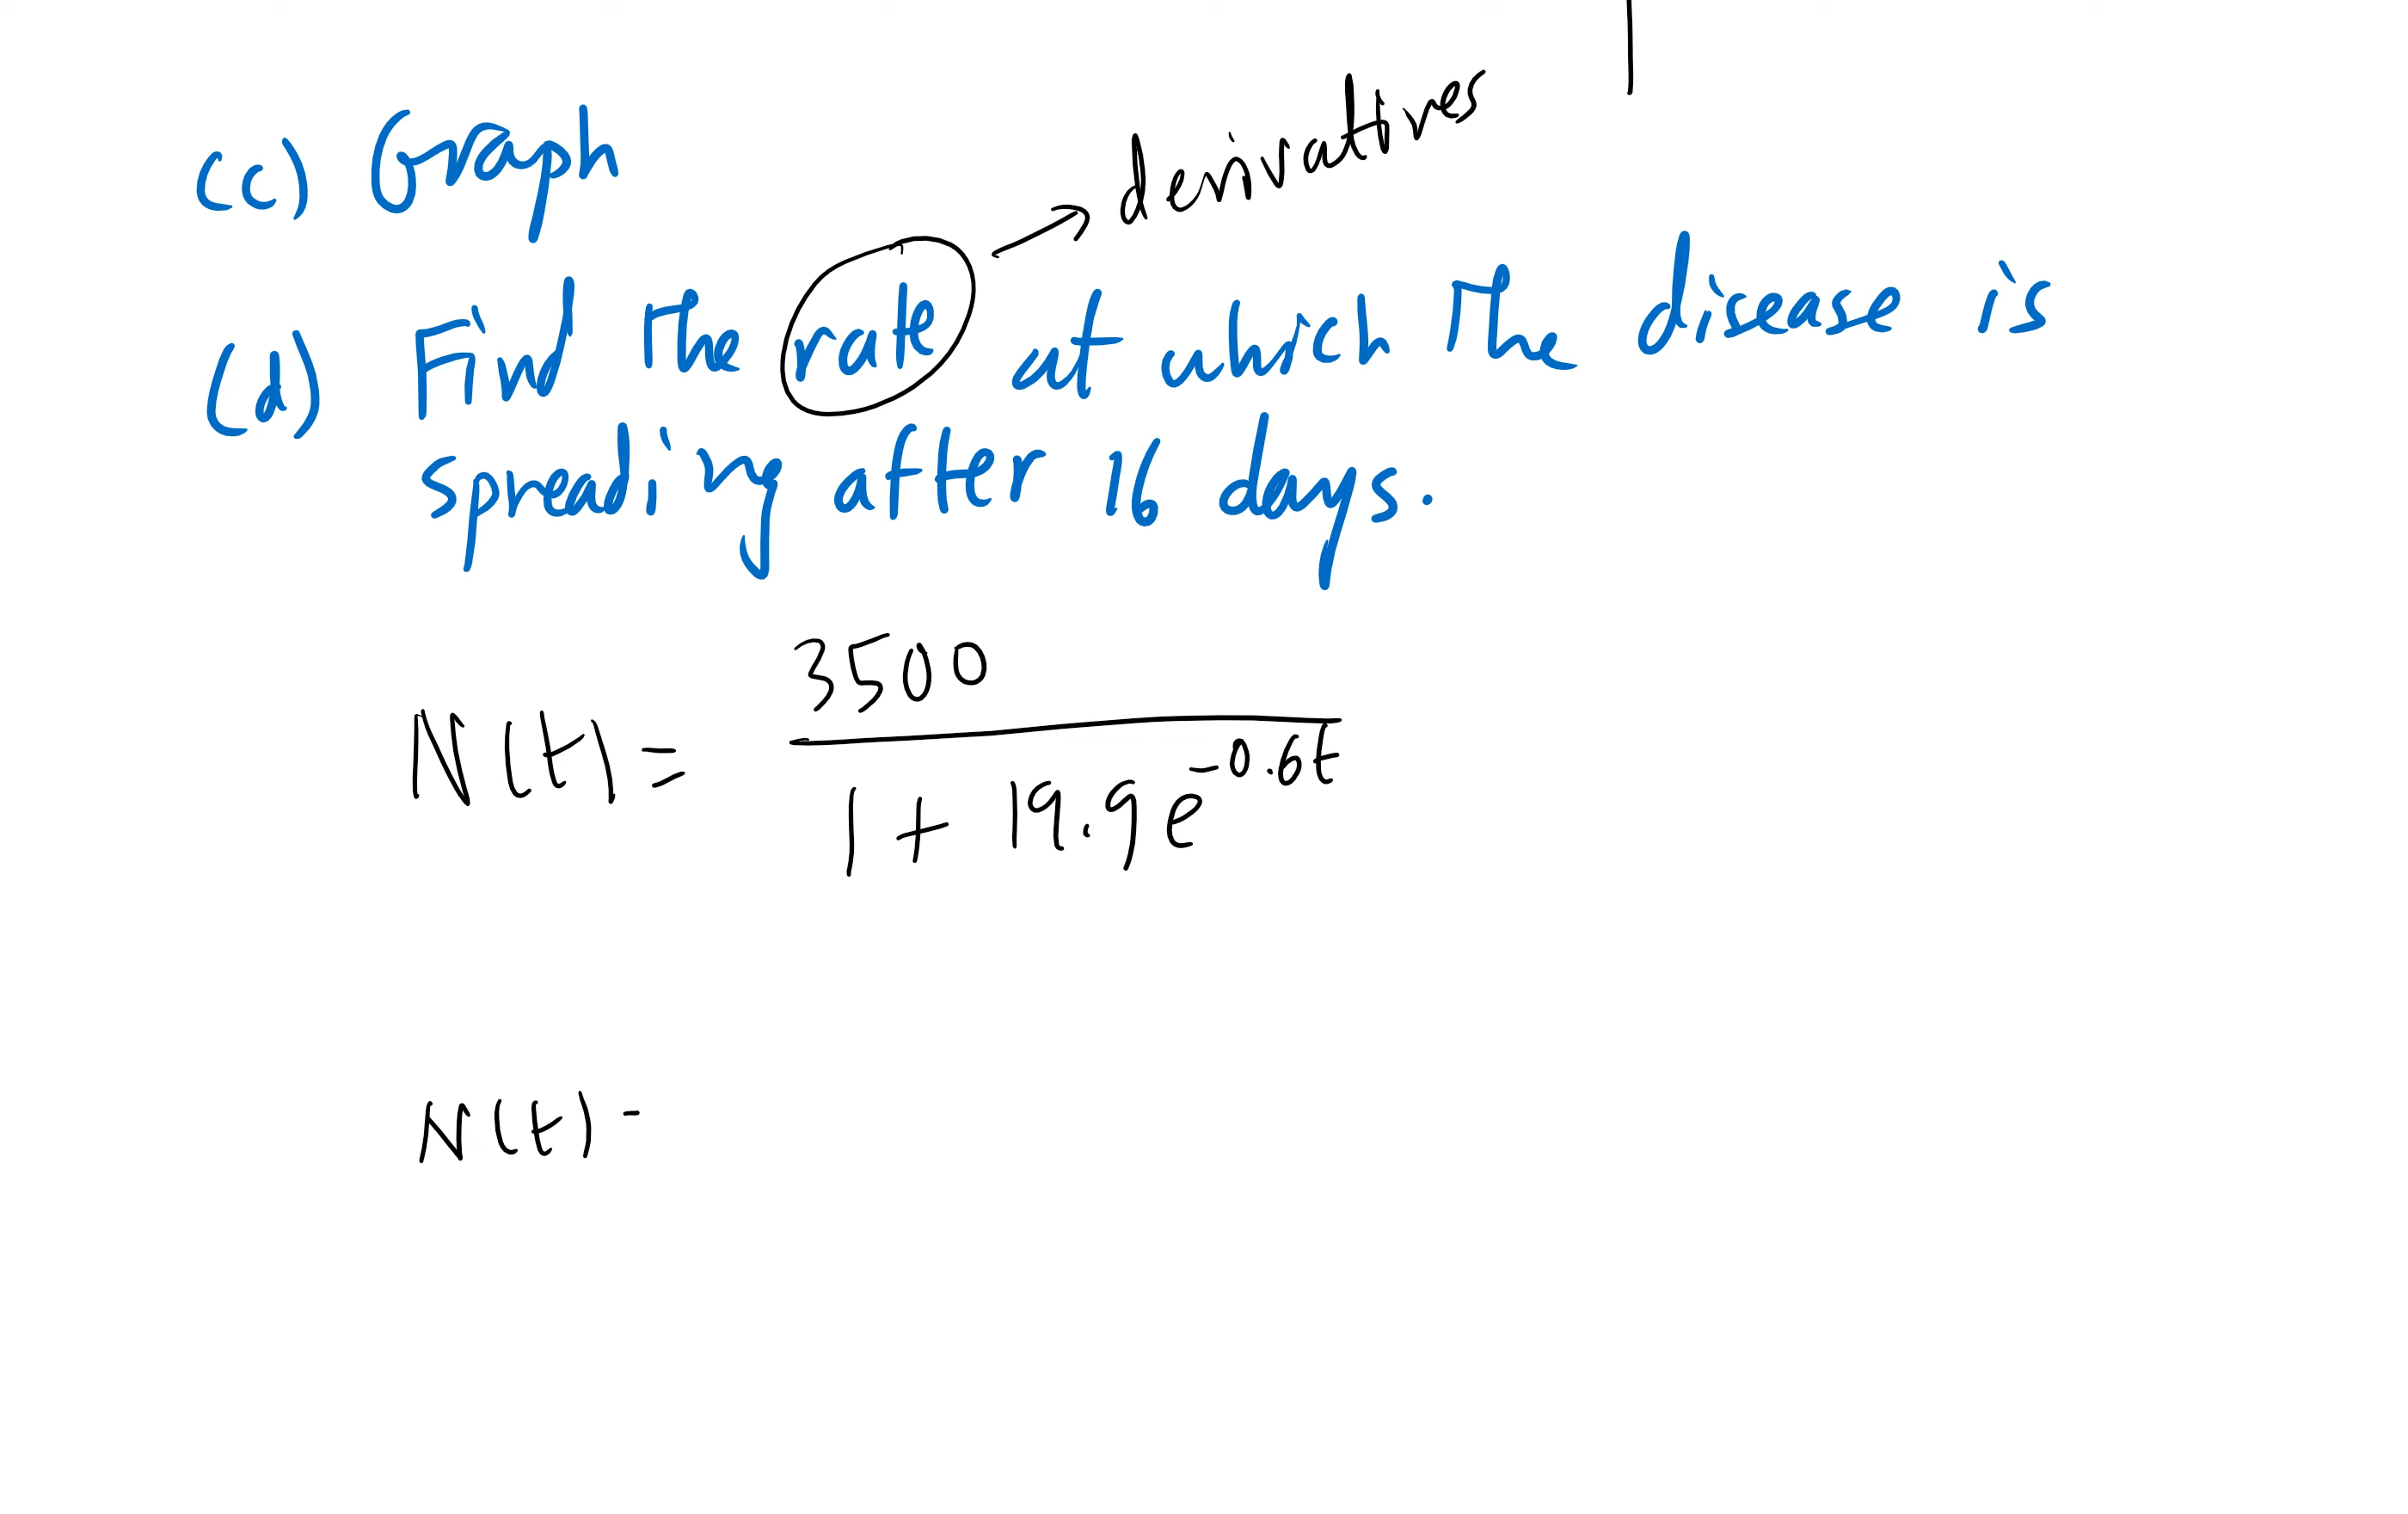 (c) Graph
→ derivatives
(d) Find the rate at which the disease is
spreading after 16 days.
N(t) = 3500
1 + 19.9e^-0.6t
N(t) -